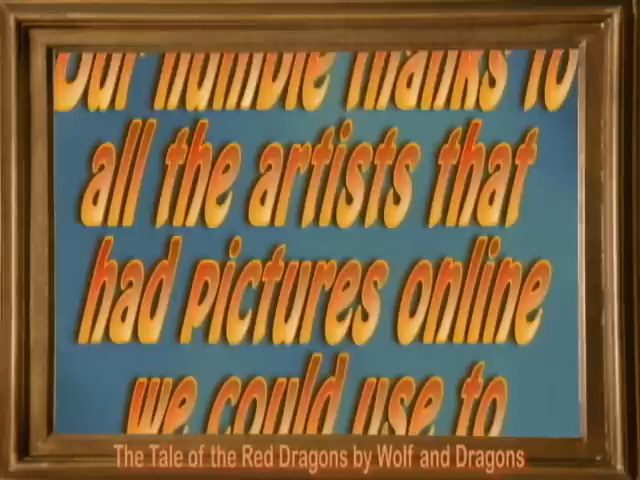 Our humble thanks to
all the artists that
had pictures online
we could use to
The Tale of the Red Dragons by Wolf and Dragons